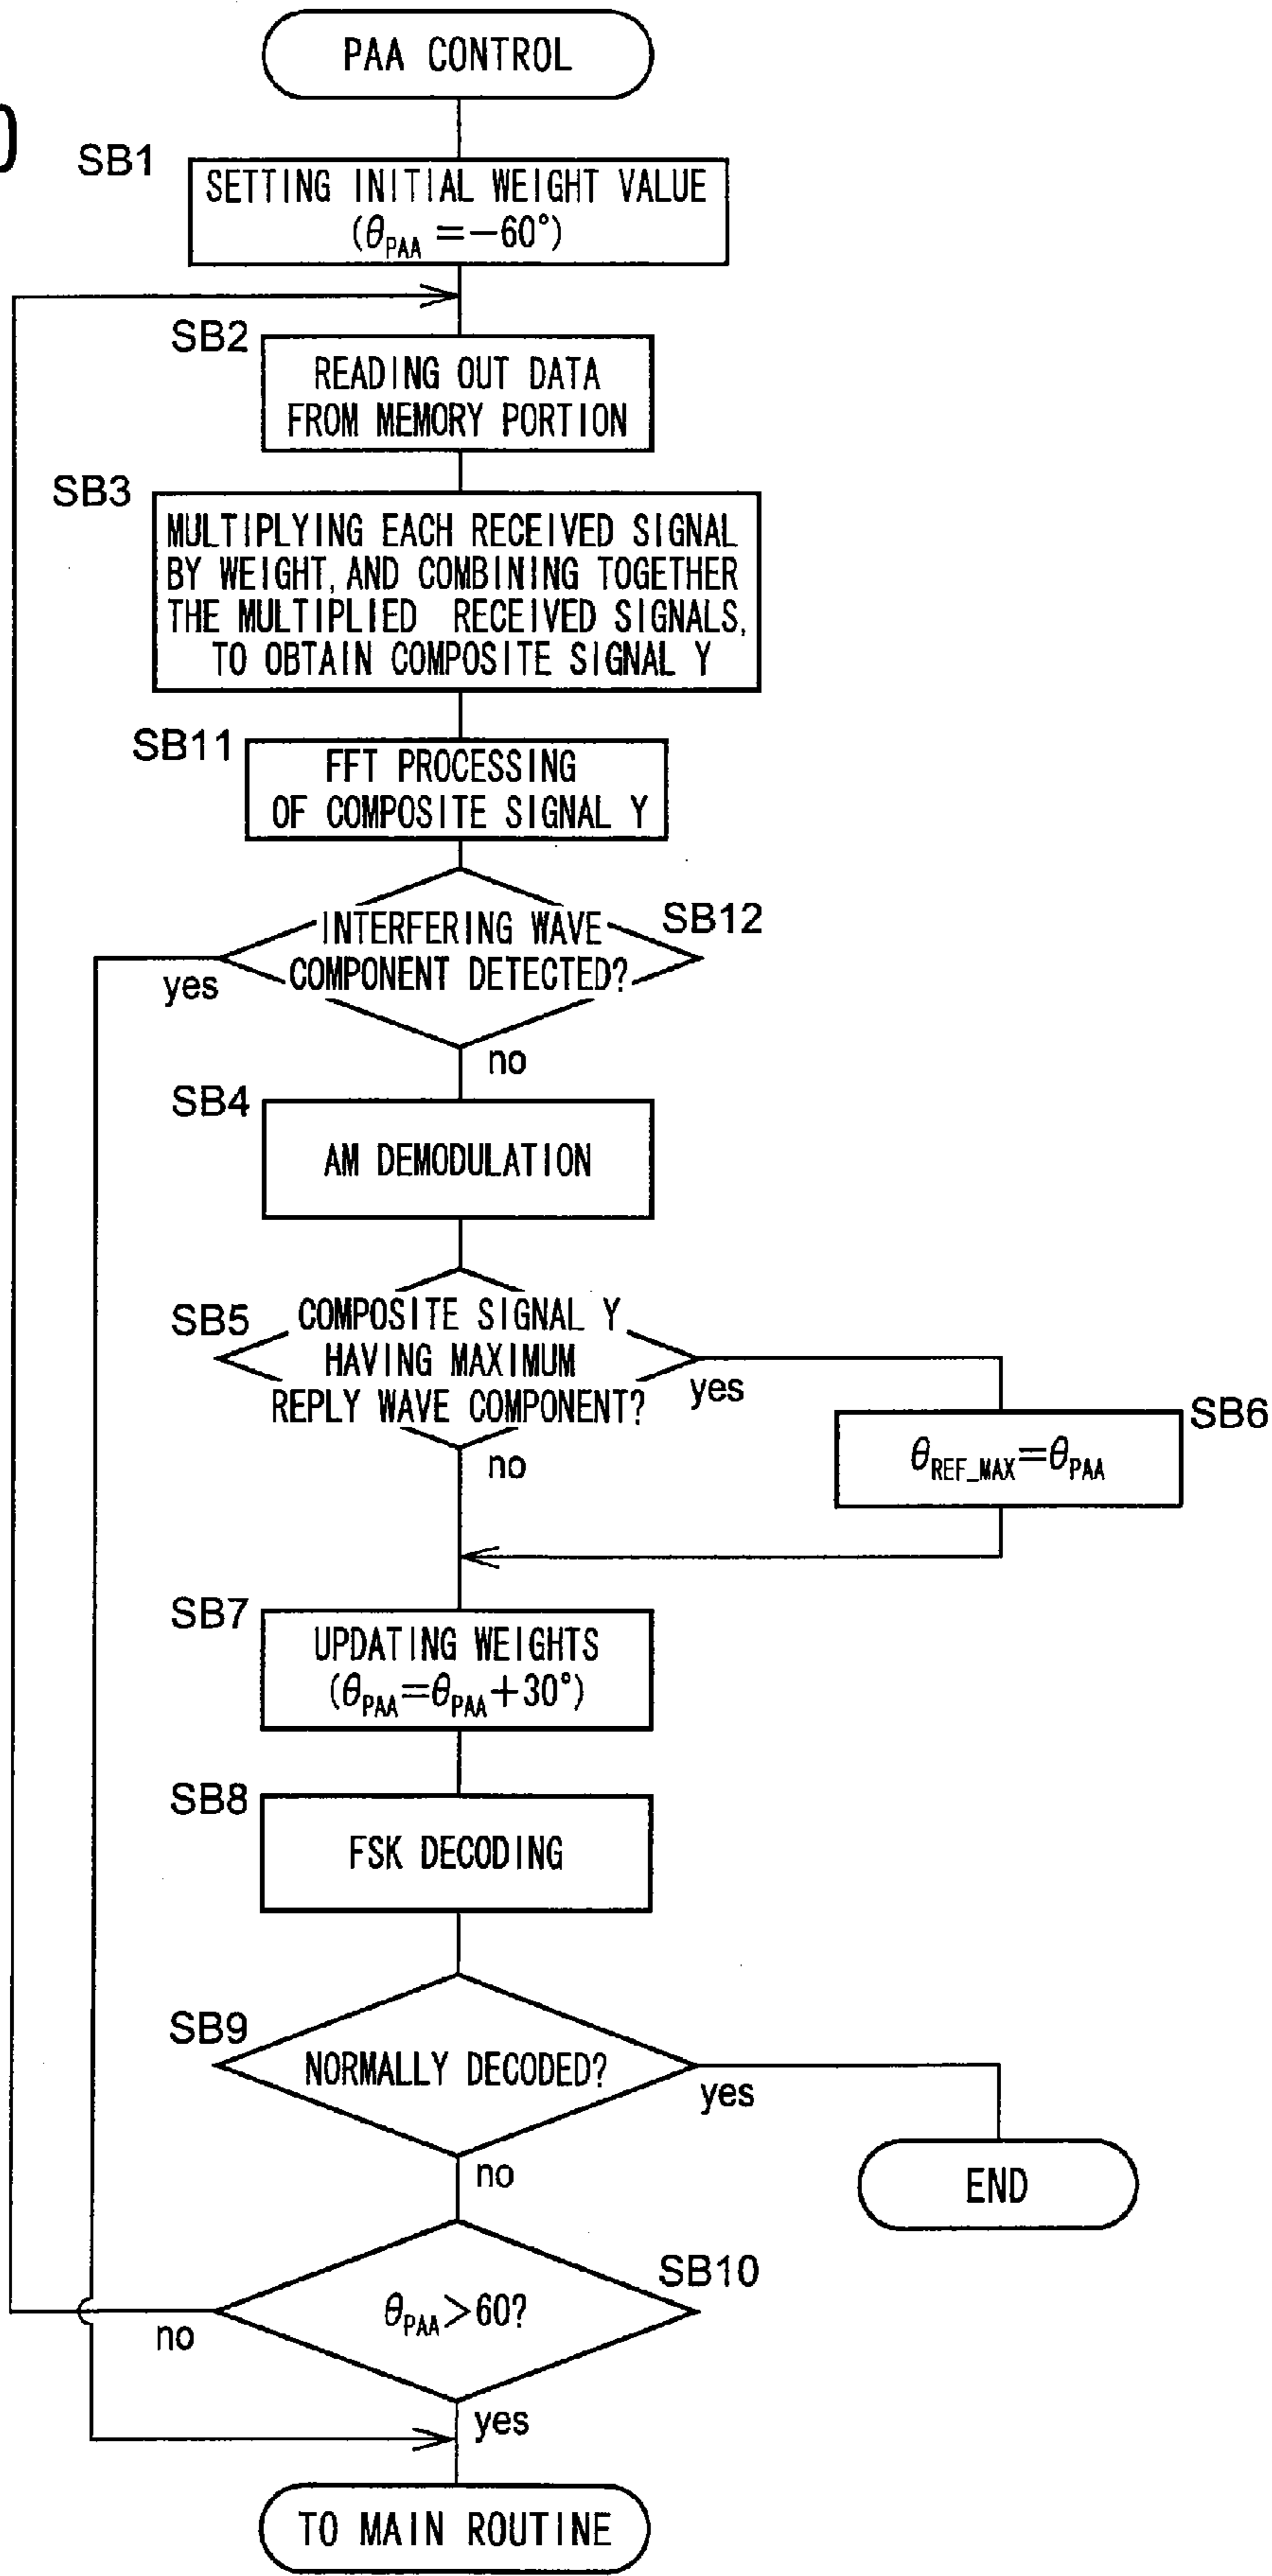 PAA CONTROL
SB1
SETTING INITIAL WEIGHT VALUE
(θPAA =−60°)
SB2
READING OUT DATA
FROM MEMORY PORTION
SB3
MULTIPLYING EACH RECEIVED SIGNAL
BY WEIGHT, AND COMBINING TOGETHER
THE MULTIPLIED RECEIVED SIGNALS,
TO OBTAIN COMPOSITE SIGNAL Y
SB11
FFT PROCESSING
OF COMPOSITE SIGNAL Y
SB12
INTERFERING WAVE
COMPONENT DETECTED?
yes
no
SB4
AM DEMODULATION
SB5
COMPOSITE SIGNAL Y
HAVING MAXIMUM
REPLY WAVE COMPONENT?
yes
no
SB6
θREF_MAX=θPAA
SB7
UPDATING WEIGHTS
(θPAA=θPAA+30°)
SB8
FSK DECODING
SB9
NORMALLY DECODED?
yes
no
END
SB10
θPAA>60?
no
yes
TO MAIN ROUTINE